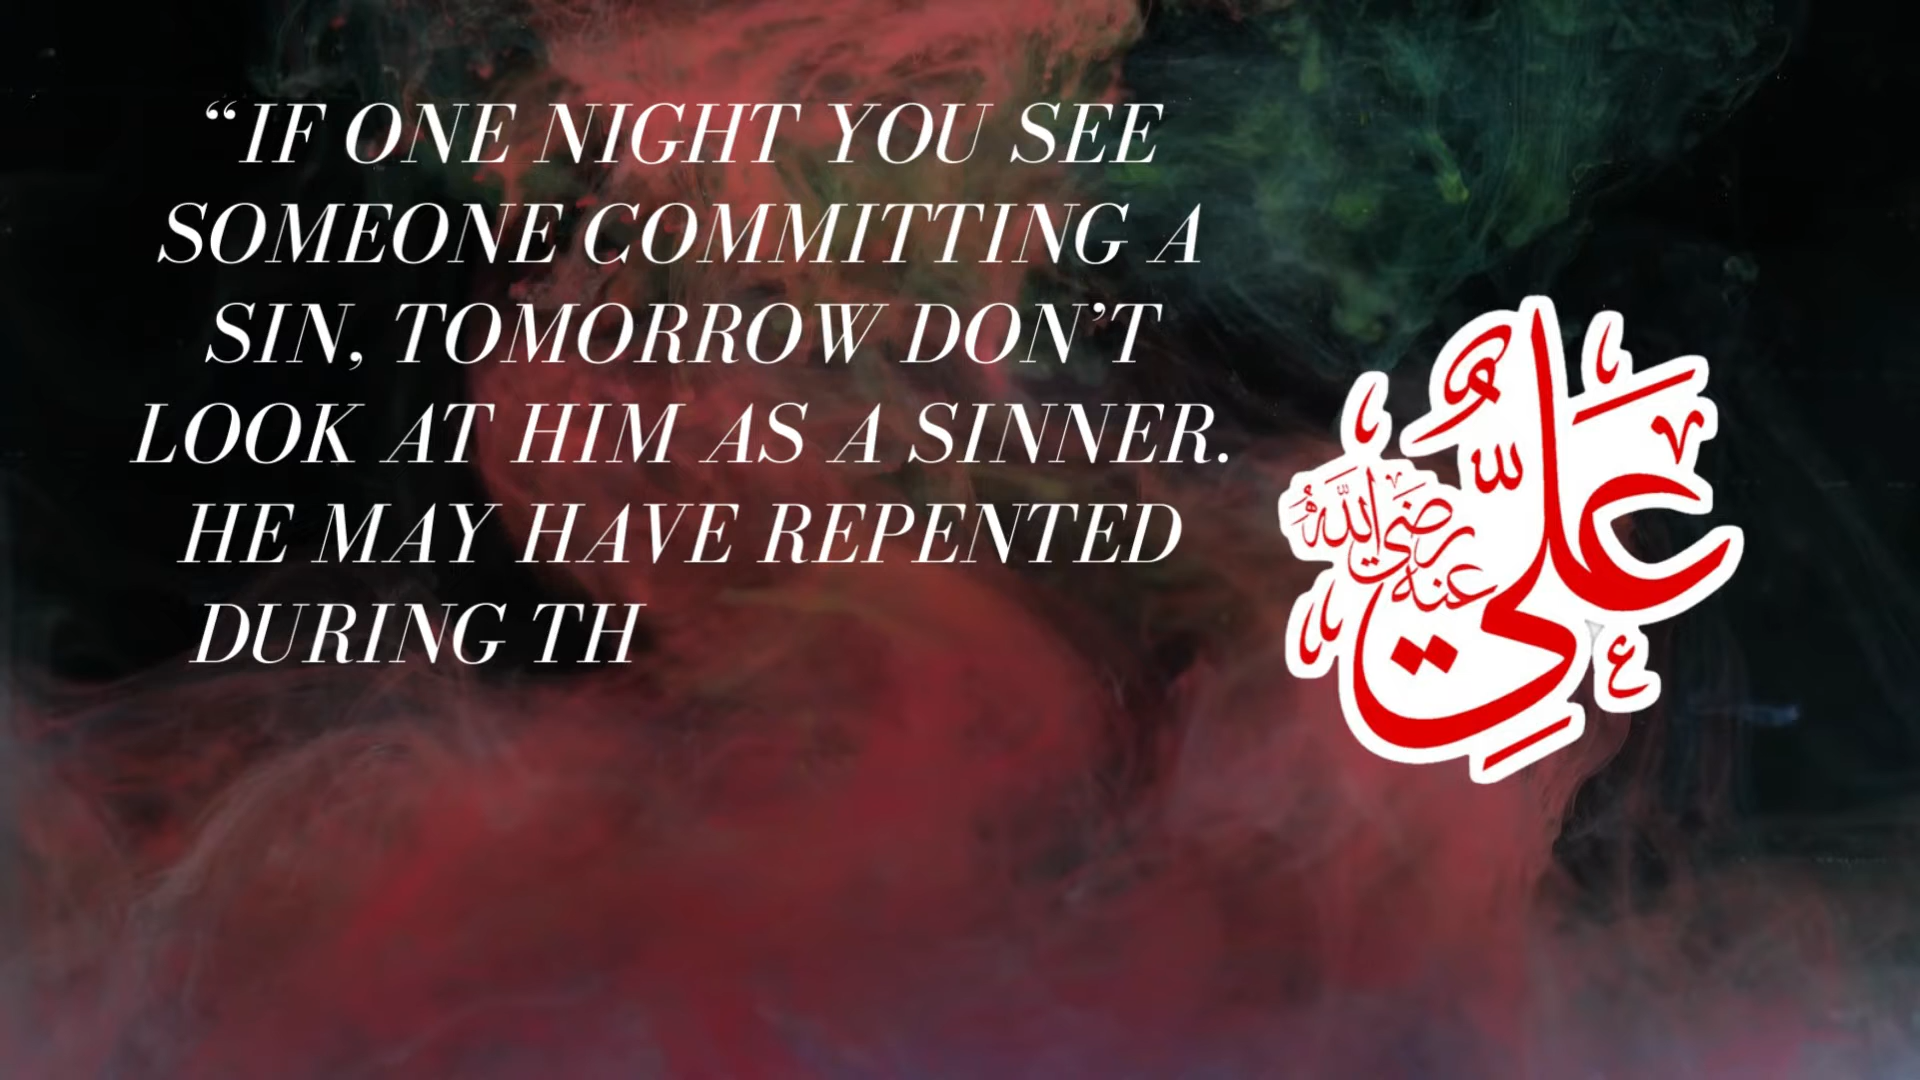 “IF ONE NIGHT YOU SEE
SOMEONE COMMITTING A
SIN, TOMORROW DON’T
LOOK AT HIM AS A SINNER.
HE MAY HAVE REPENTED
DURING TH
عَلِيّ
رضي الله عنه